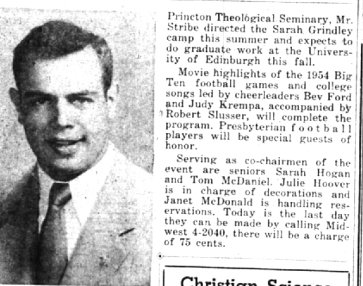 Princton Theological Seminary, Mr.
Stribe directed the Sarah Grindley
camp this summer and expects to
do graduate work at the Univers-
ity of Edinburgh this fall.
Movie highlights of the 1954 Big
Ten football games and college
songs led by cheerleaders Bev Ford
and Judy Krempa, accompanied by
Robert Slusser, will complete the
program. Presbyterian football
players will be special guests of
honor.
Serving as co-chairmen of the
event are seniors Sarah Hogan
and Tom McDaniel. Julie Hoover
is in charge of decorations and
Janet McDonald is handling res-
ervations. Today is the last day
they can be made by calling Mid-
west 4-2040, there will be a charge
of 75 cents.
Christian Science